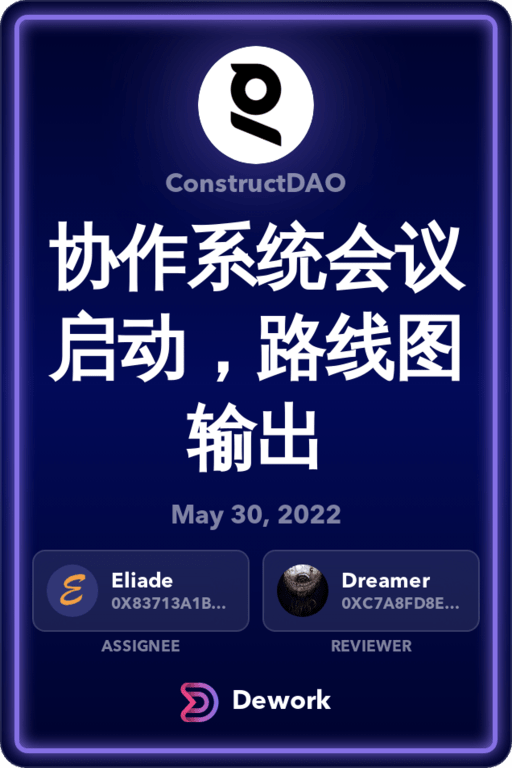 ConstructDAO
协作系统会议
启动，路线图
输出
May 30, 2022
Eliade
0X83713A1B...
ASSIGNEE
Dreamer
0XC7A8FD8E...
REVIEWER
Dework